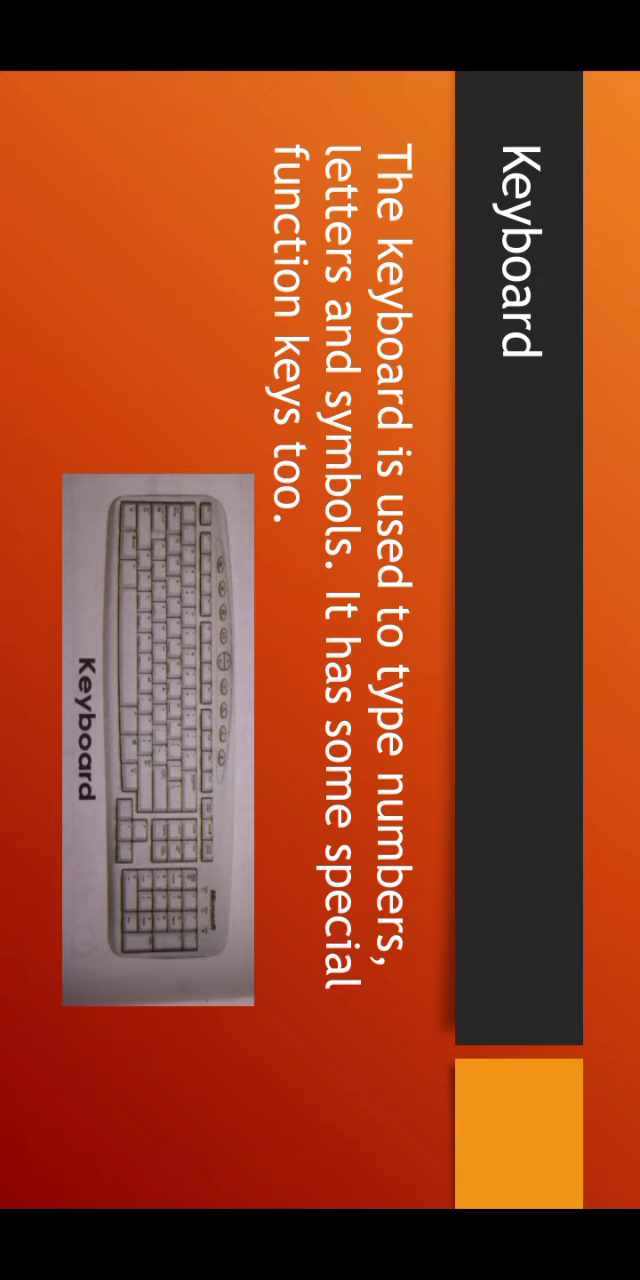 Keyboard
The keyboard is used to type numbers,
letters and symbols. It has some special
function keys too.
Microsoft
Keyboard